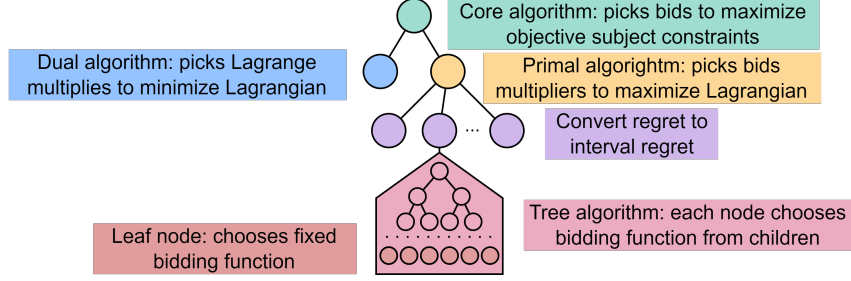 Core algorithm: picks bids to maximize
objective subject constraints
Dual algorithm: picks Lagrange
multiplies to minimize Lagrangian
Primal algorightm: picks bids
multipliers to maximize Lagrangian
...
Convert regret to
interval regret
Tree algorithm: each node chooses
bidding function from children
Leaf node: chooses fixed
bidding function